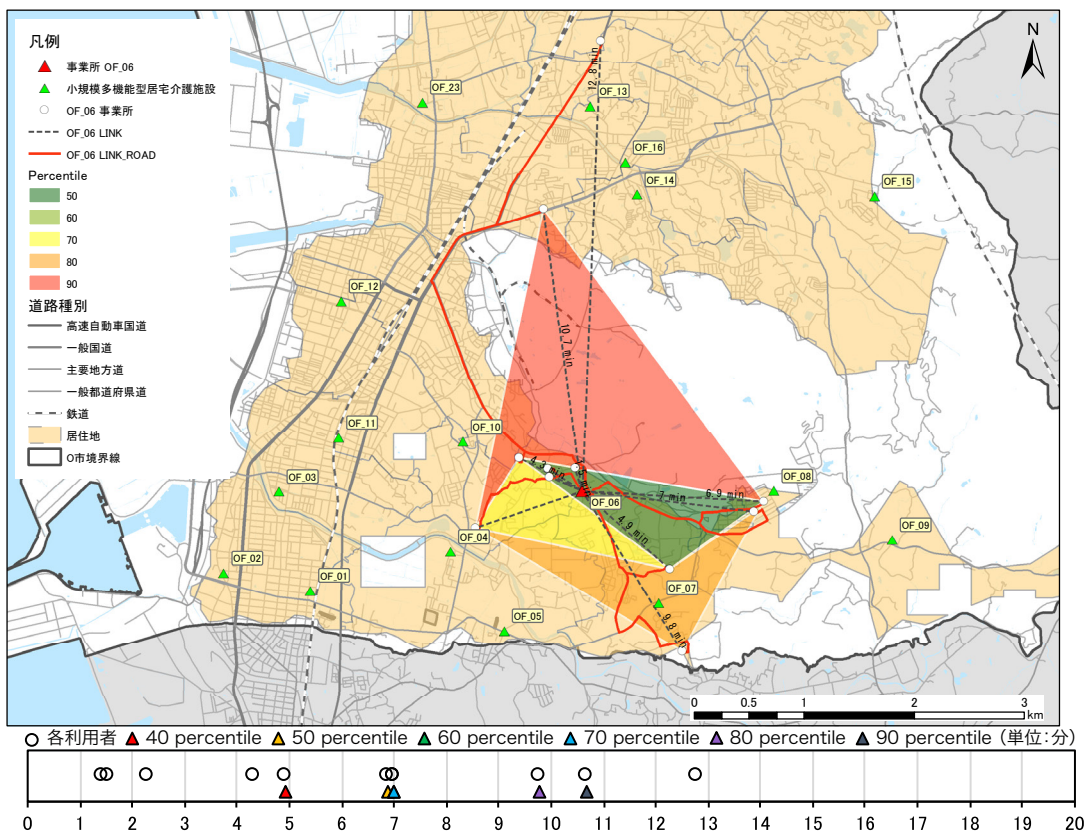 凡例
事業所 OF_06
小規模多機能型居宅介護施設
OF_06 事業所
OF_06 LINK
OF_06 LINK_ROAD
Percentile
50
60
70
80
90
道路種別
高速自動車国道
一般国道
主要地方道
一般都道府県道
鉄道
居住地
O市境界線
N
12.8 min
OF_23
OF_13
OF_16
OF_14
OF_15
OF_12
10.7 min
OF_11
OF_10
OF_03
4.3 min
1.5 min
7 min
6.9 min
OF_08
OF_06
4.9 min
OF_04
OF_09
OF_02
OF_01
OF_07
OF_05
9.8 min
0 0.5 1 2 3
km
各利用者 40 percentile 50 percentile 60 percentile 70 percentile 80 percentile 90 percentile (単位:分)
0 1 2 3 4 5 6 7 8 9 10 11 12 13 14 15 16 17 18 19 20